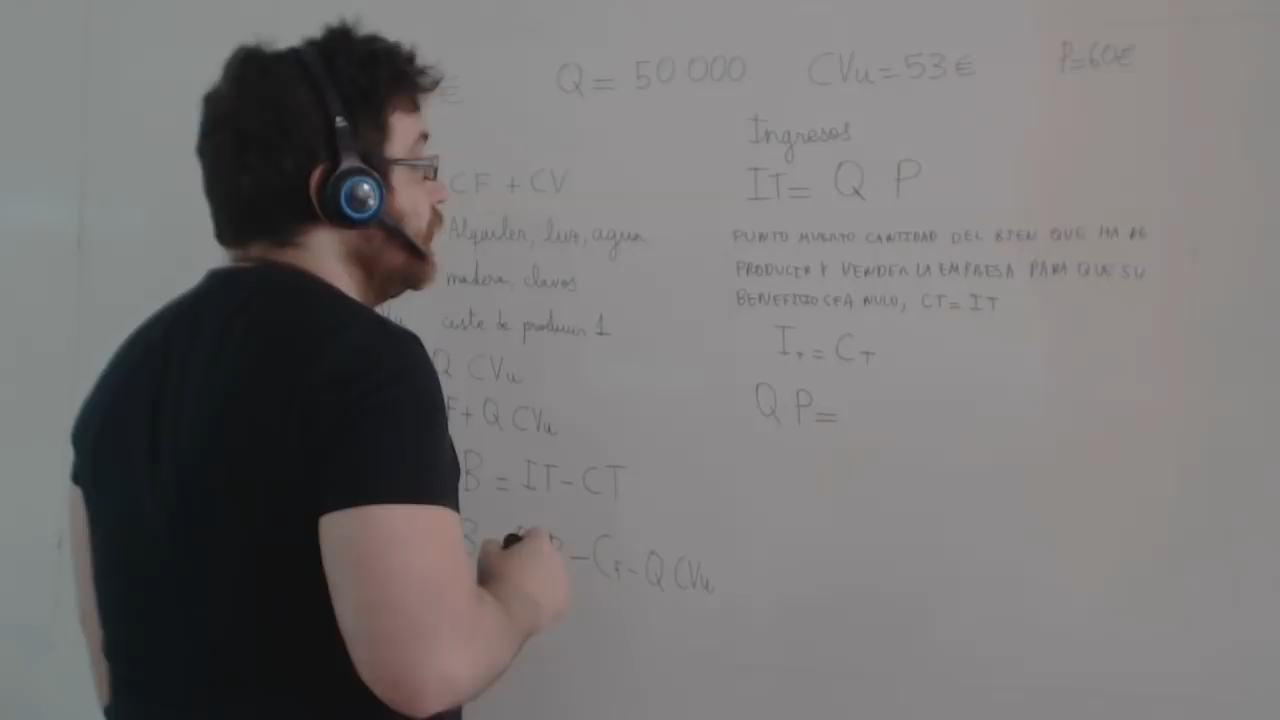 € Q = 50 000 CVu = 53 € P=60€
CF + CV
Alquiler, luz, agua
madera, clavos
coste de producir 1
Q CVu
F + Q CVu
B = IT - CT
B - CF - Q CVu
Ingresos
IT = Q P
PUNTO MUERTO CANTIDAD DEL BIEN QUE HA DE
PRODUCIR Y VENDER LA EMPRESA PARA QUE SU
BENEFICIO SEA NULO, CT = IT
IT = CT
Q P =